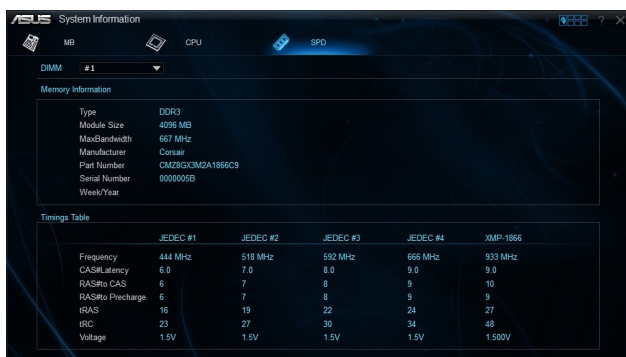 ASUS System Information ? X
MB CPU SPD
DIMM #1
Memory Information
Type DDR3
Module Size 4096 MB
MaxBandwidth 667 MHz
Manufacturer Corsair
Part Number CMZ8GX3M2A1866C9
Serial Number 0000005B
Week/Year
Timings Table
JEDEC #1 JEDEC #2 JEDEC #3 JEDEC #4 XMP-1866
Frequency 444 MHz 518 MHz 592 MHz 666 MHz 933 MHz
CAS#Latency 6.0 7.0 8.0 9.0 9.0
RAS#to CAS 6 7 8 9 10
RAS#to Precharge 6 7 8 9 9
tRAS 16 19 22 24 27
tRC 23 27 30 34 48
Voltage 1.5V 1.5V 1.5V 1.5V 1.500V